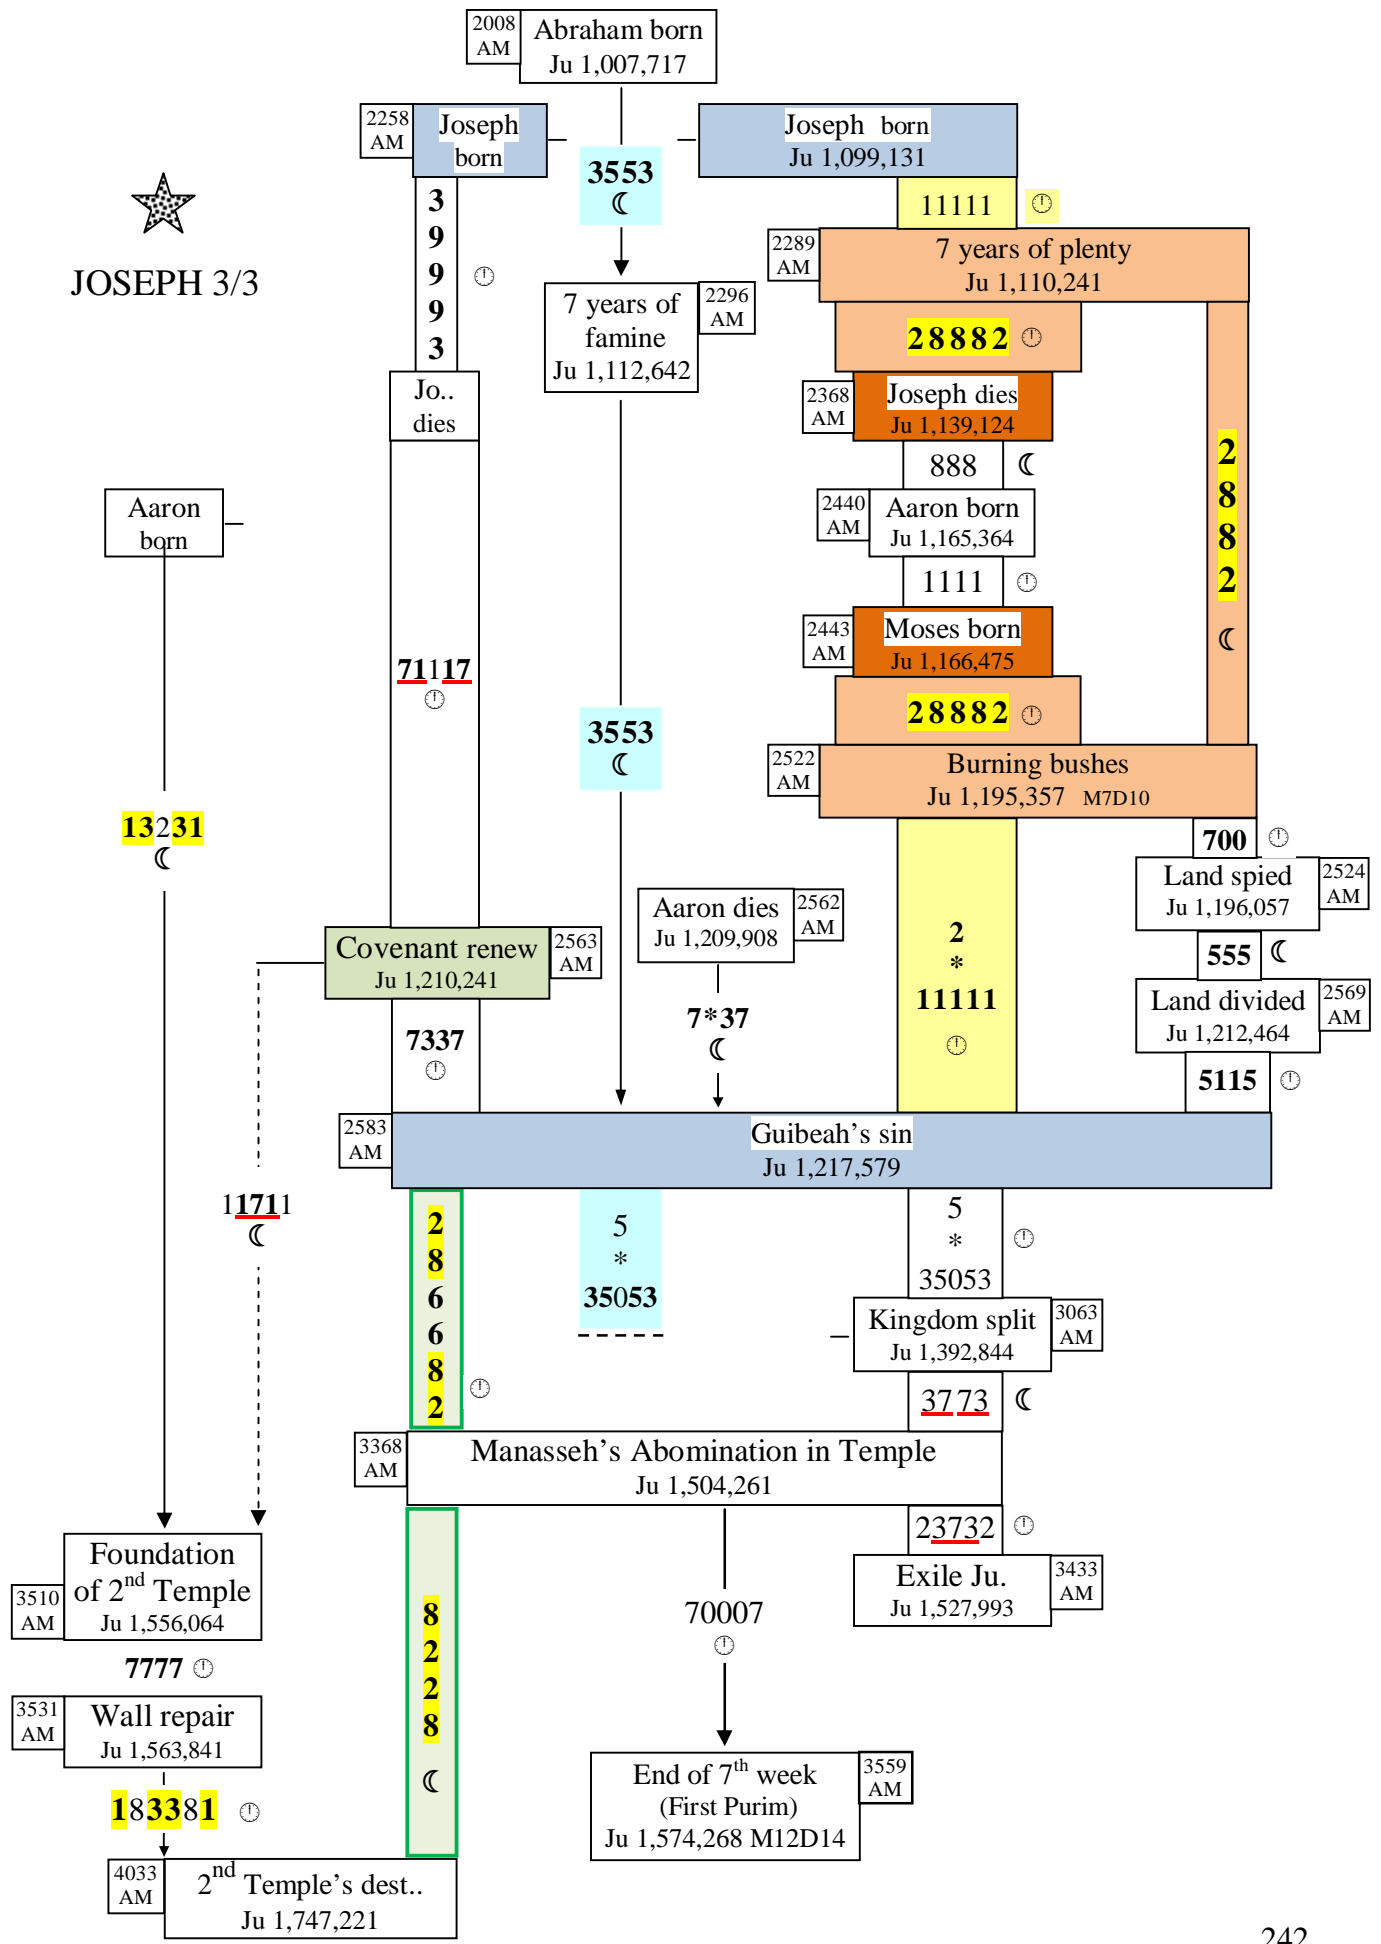 2008
AM
Abraham born
Ju 1,007,717
2258
AM
Joseph
born
Joseph born
Ju 1,099,131
3553
☾
11111
JOSEPH 3/3
3
9
9
9
3
2289
AM
7 years of plenty
Ju 1,110,241
7 years of
famine
Ju 1,112,642
2296
AM
28882
Jo..
dies
2368
AM
Joseph dies
Ju 1,139,124
888 ☾
2
8
8
2
☾
Aaron
born
2440
AM
Aaron born
Ju 1,165,364
1111
2443
AM
Moses born
Ju 1,166,475
71117
28882
3553
☾
2522
AM
Burning bushes
Ju 1,195,357 M7D10
13231
☾
700
Land spied
Ju 1,196,057
2524
AM
Aaron dies
Ju 1,209,908
2562
AM
2
*
11111
Covenant renew
Ju 1,210,241
2563
AM
555 ☾
Land divided
Ju 1,212,464
2569
AM
7*37
☾
7337
5115
2583
AM
Guibeah's sin
Ju 1,217,579
11711
☾
2
8
6
6
8
2
5
*
35053
5
*
35053
Kingdom split
Ju 1,392,844
3063
AM
3773 ☾
3368
AM
Manasseh's Abomination in Temple
Ju 1,504,261
23732
Foundation
of 2nd Temple
Ju 1,556,064
3510
AM
Exile Ju.
Ju 1,527,993
3433
AM
8
2
2
8
☾
70007
7777
3531
AM
Wall repair
Ju 1,563,841
183381
End of 7th week
(First Purim)
Ju 1,574,268 M12D14
3559
AM
4033
AM
2nd Temple's dest..
Ju 1,747,221
242